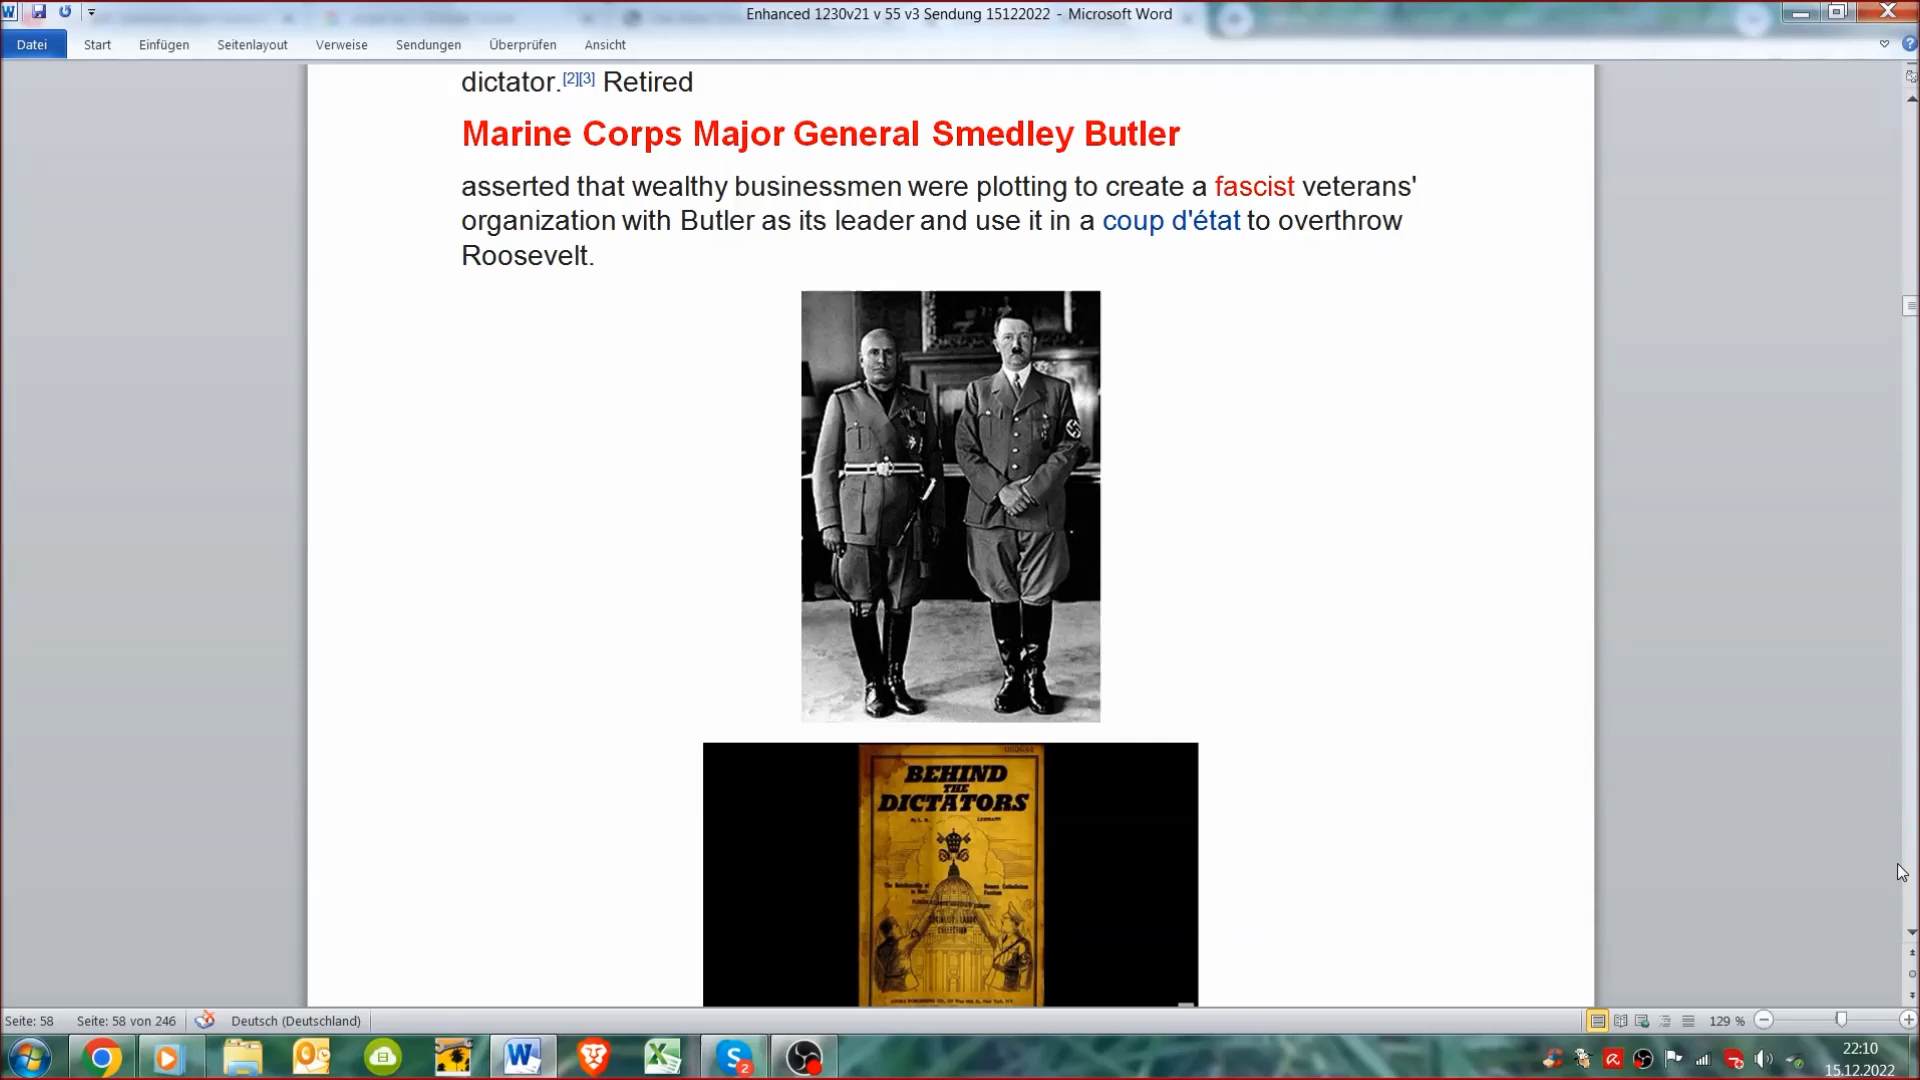 Enhanced 1230v21 v 55 v3 Sendung 15122022 - Microsoft Word
Datei Start Einfügen Seitenlayout Verweise Sendungen Überprüfen Ansicht
dictator.[2][3] Retired
Marine Corps Major General Smedley Butler
asserted that wealthy businessmen were plotting to create a fascist veterans'
organization with Butler as its leader and use it in a coup d'état to overthrow
Roosevelt.
BEHIND
THE
DICTATORS
By L. H. LEHMANN
Seite: 58 Seite: 58 von 246 Deutsch (Deutschland) 129 %
2
22:10
15.12.2022